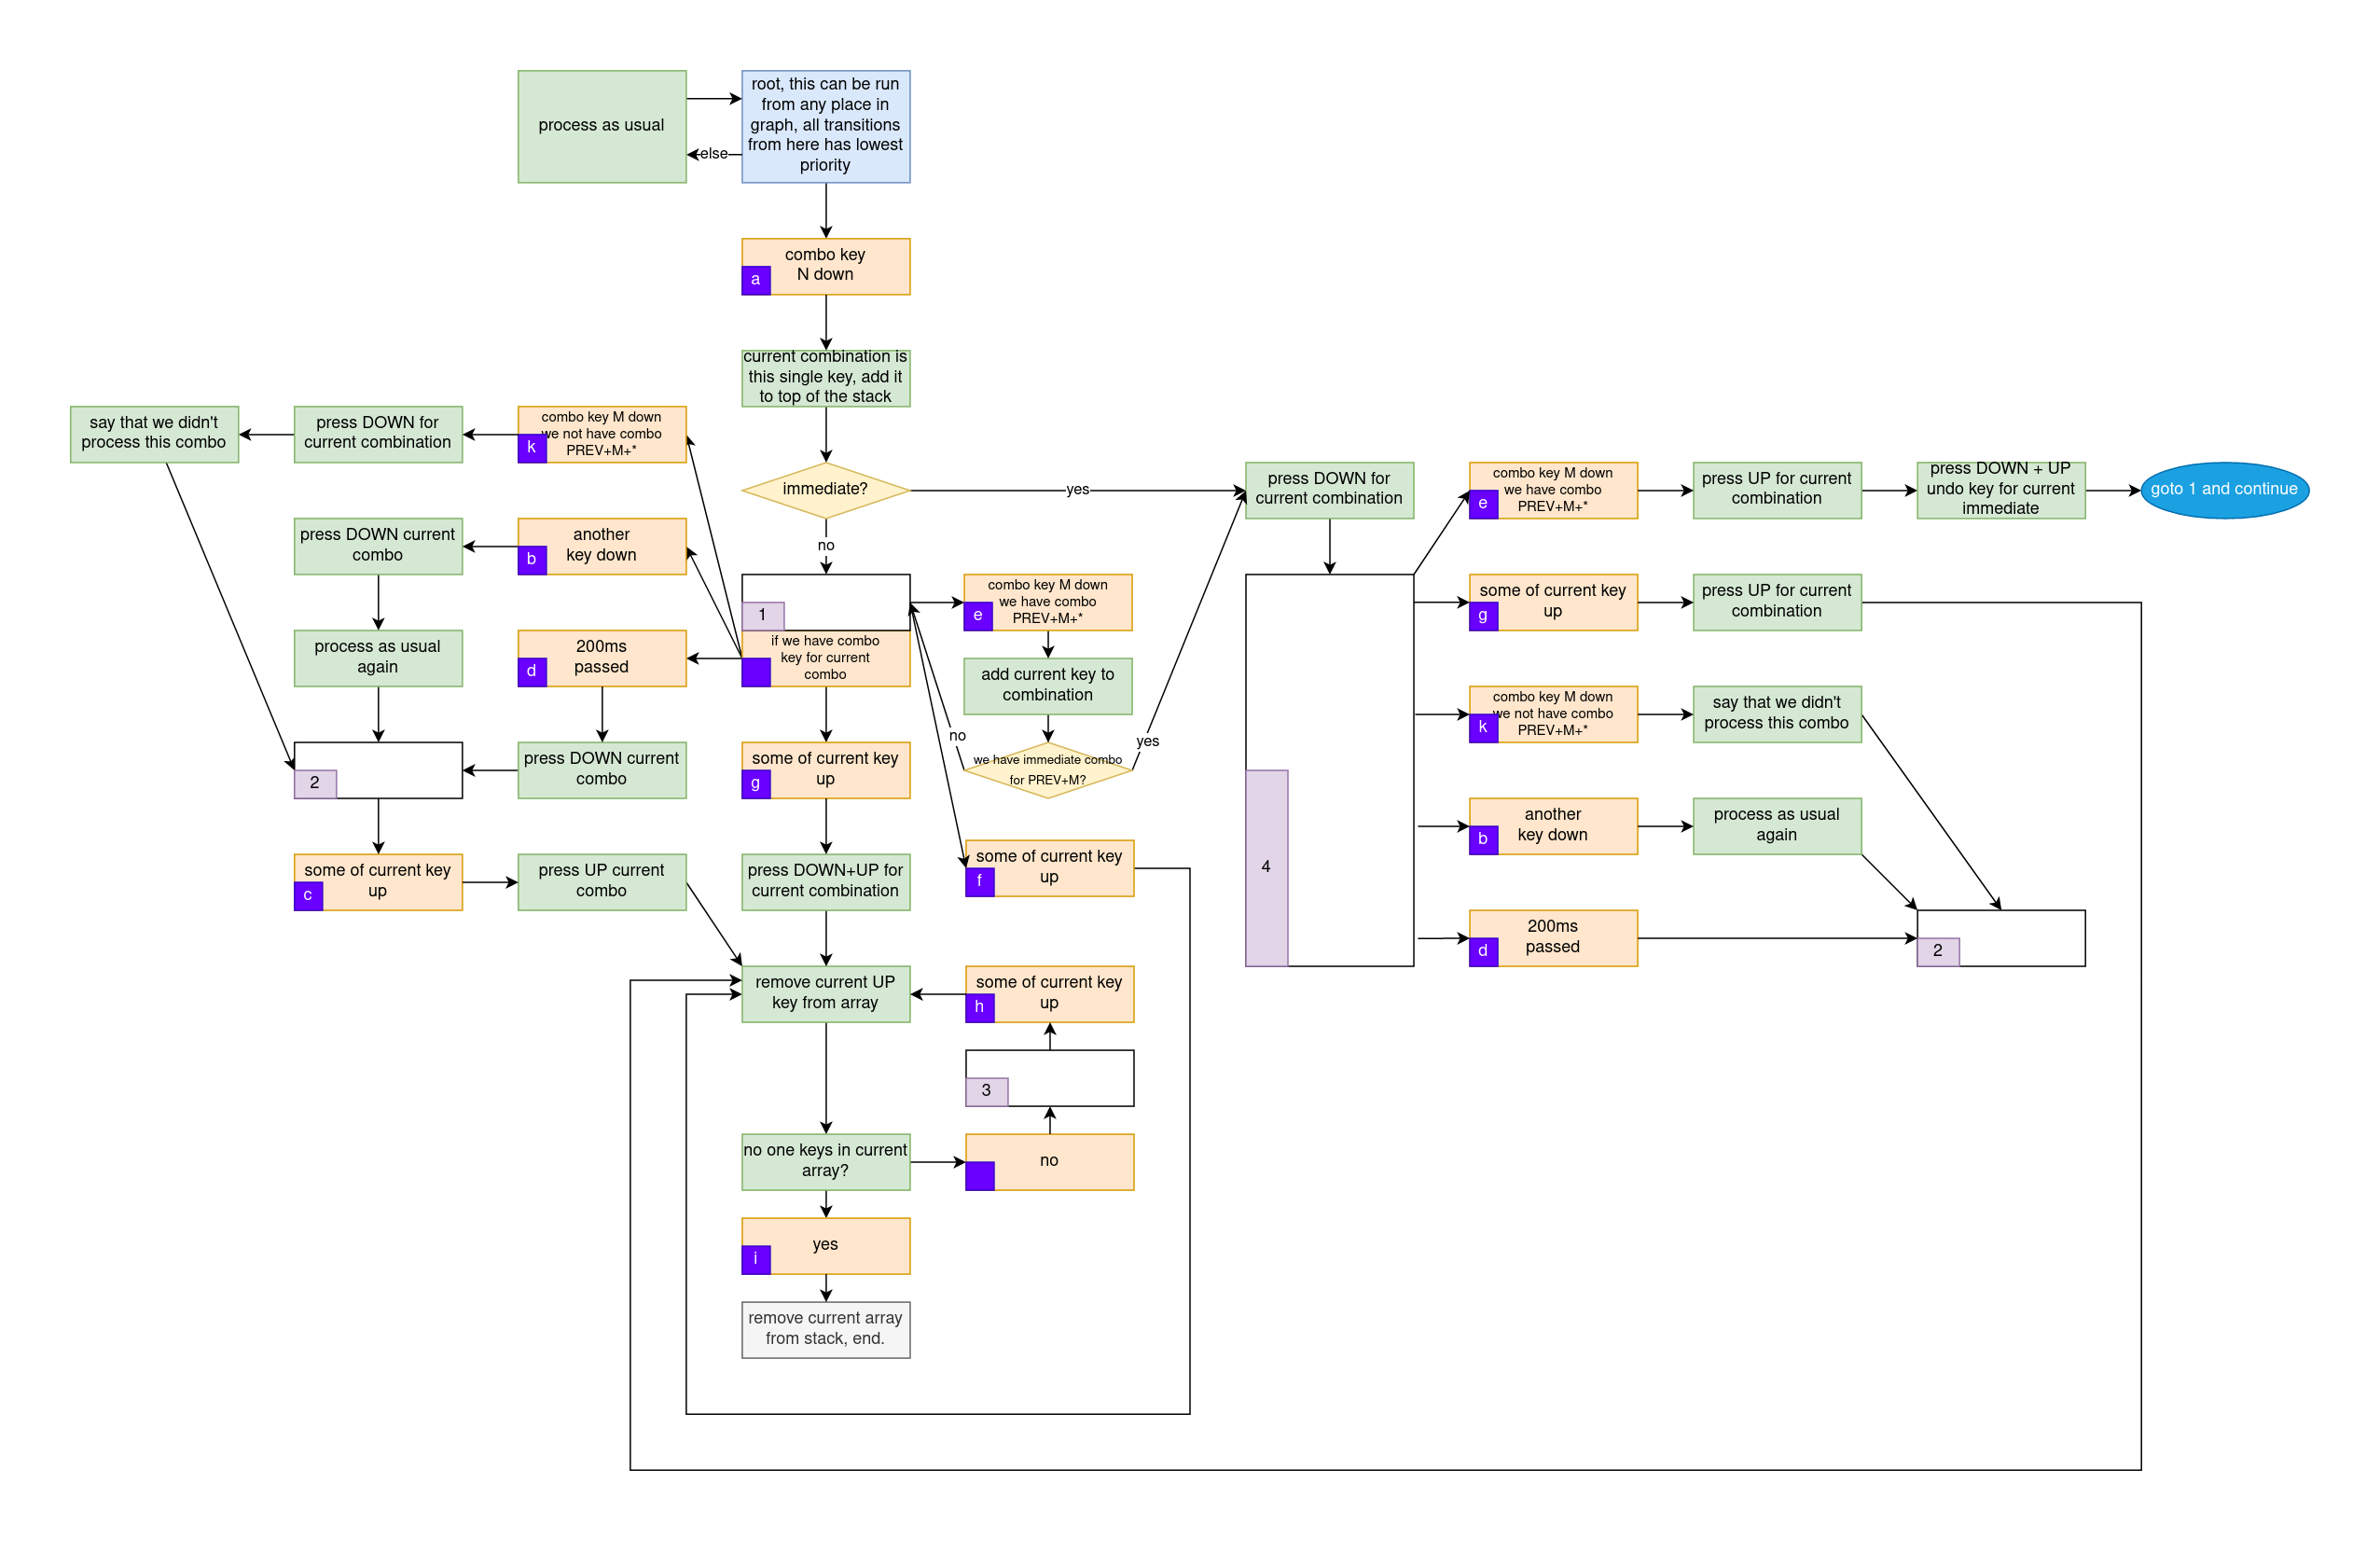 process as usual
root, this can be run
from any place in
graph, all transitions
from here has lowest
priority
else
combo key
N down
a
current combination is
this single key, add it
to top of the stack
say that we didn't
process this combo
press DOWN for
current combination
combo key M down
we not have combo
PREV+M+*
k
immediate?
yes
no
press DOWN for
current combination
combo key M down
we have combo
PREV+M+*
e
press UP for current
combination
press DOWN + UP
undo key for current
immediate
goto 1 and continue
press DOWN current
combo
another
key down
b
1
combo key M down
we have combo
PREV+M+*
e
some of current key
up
g
press UP for current
combination
process as usual
again
200ms
passed
d
if we have combo
key for current
combo
add current key to
combination
combo key M down
we not have combo
PREV+M+*
k
say that we didn't
process this combo
no
yes
2
press DOWN current
combo
some of current key
up
g
we have immediate combo
for PREV+M?
another
key down
b
process as usual
again
some of current key
up
c
press UP current
combo
press DOWN+UP for
current combination
some of current key
up
f
4
200ms
passed
d
2
remove current UP
key from array
some of current key
up
h
3
no one keys in current
array?
no
yes
i
remove current array
from stack, end.